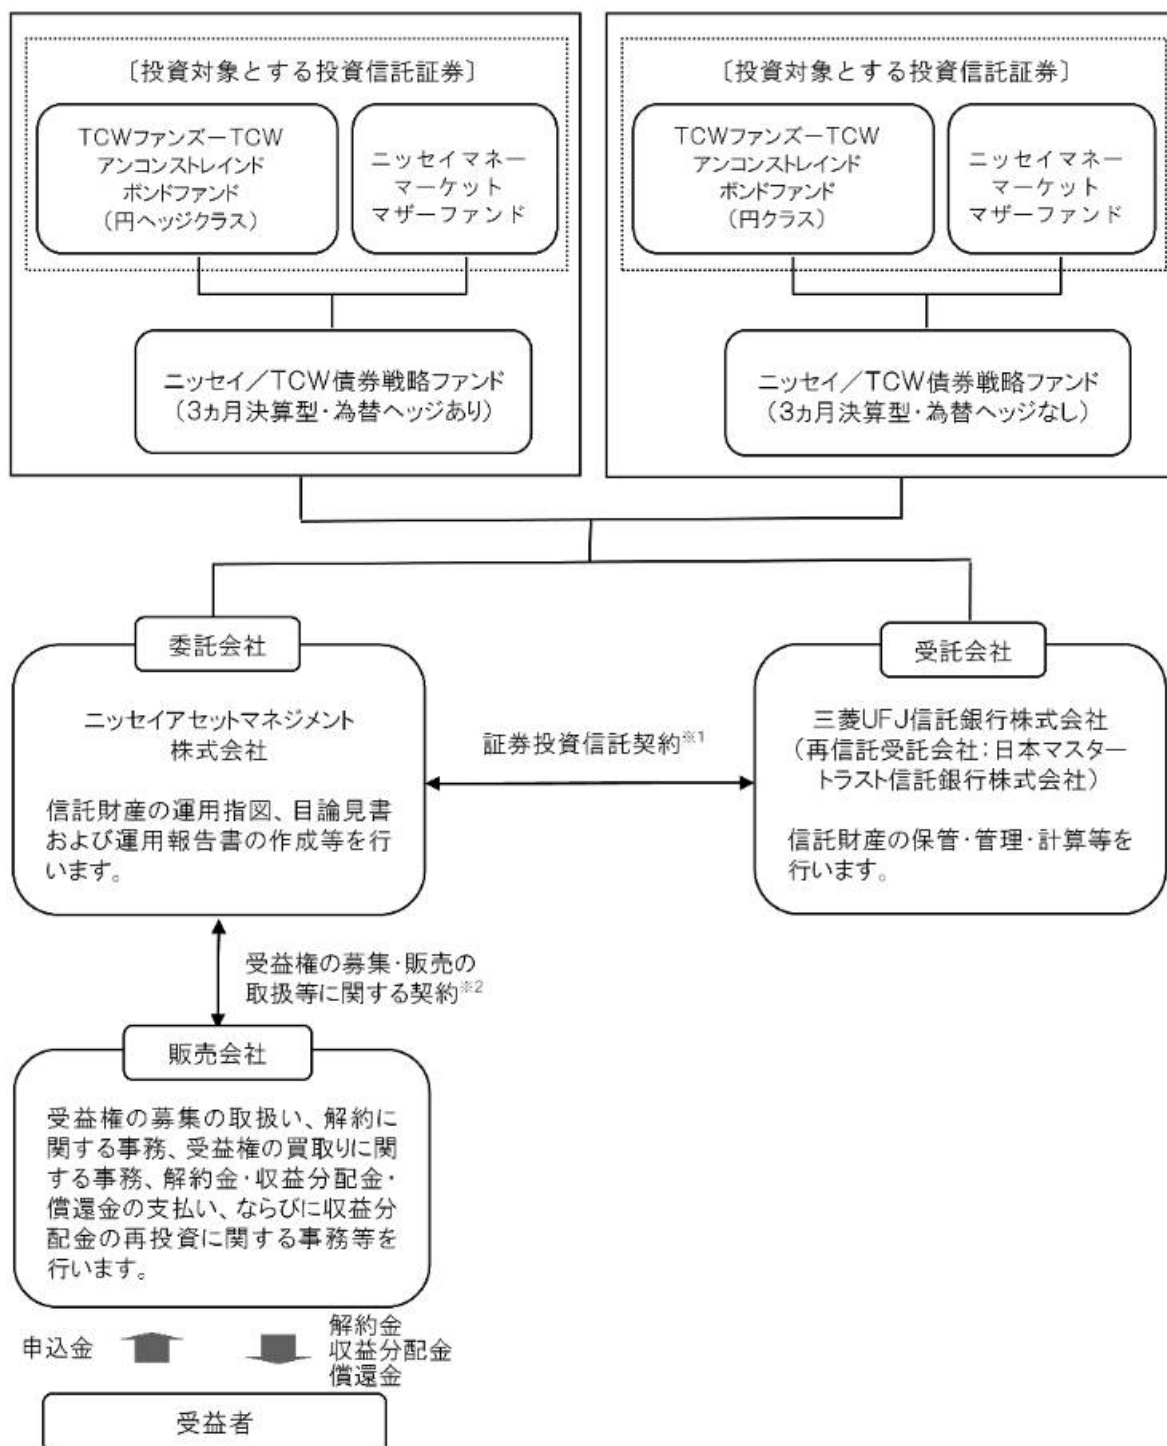 〔投資対象とする投資信託証券〕
TCWファンズーTCW
アンコンストレインド
ボンドファンド
（円ヘッジクラス）
ニッセイマネー
マーケット
マザーファンド
ニッセイ／TCW債券戦略ファンド
（3ヵ月決算型・為替ヘッジあり）
〔投資対象とする投資信託証券〕
TCWファンズーTCW
アンコンストレインド
ボンドファンド
（円クラス）
ニッセイマネー
マーケット
マザーファンド
ニッセイ／TCW債券戦略ファンド
（3ヵ月決算型・為替ヘッジなし）
委託会社
ニッセイアセットマネジメント
株式会社
信託財産の運用指図、目論見書
および運用報告書の作成等を行
います。
証券投資信託契約※1
受託会社
三菱UFJ信託銀行株式会社
（再信託受託会社：日本マスター
トラスト信託銀行株式会社）
信託財産の保管・管理・計算等を
行います。
受益権の募集・販売の
取扱等に関する契約※2
販売会社
受益権の募集の取扱い、解約に
関する事務、受益権の買取りに関
する事務、解約金・収益分配金・
償還金の支払い、ならびに収益分
配金の再投資に関する事務等を
行います。
申込金
解約金
収益分配金
償還金
受益者